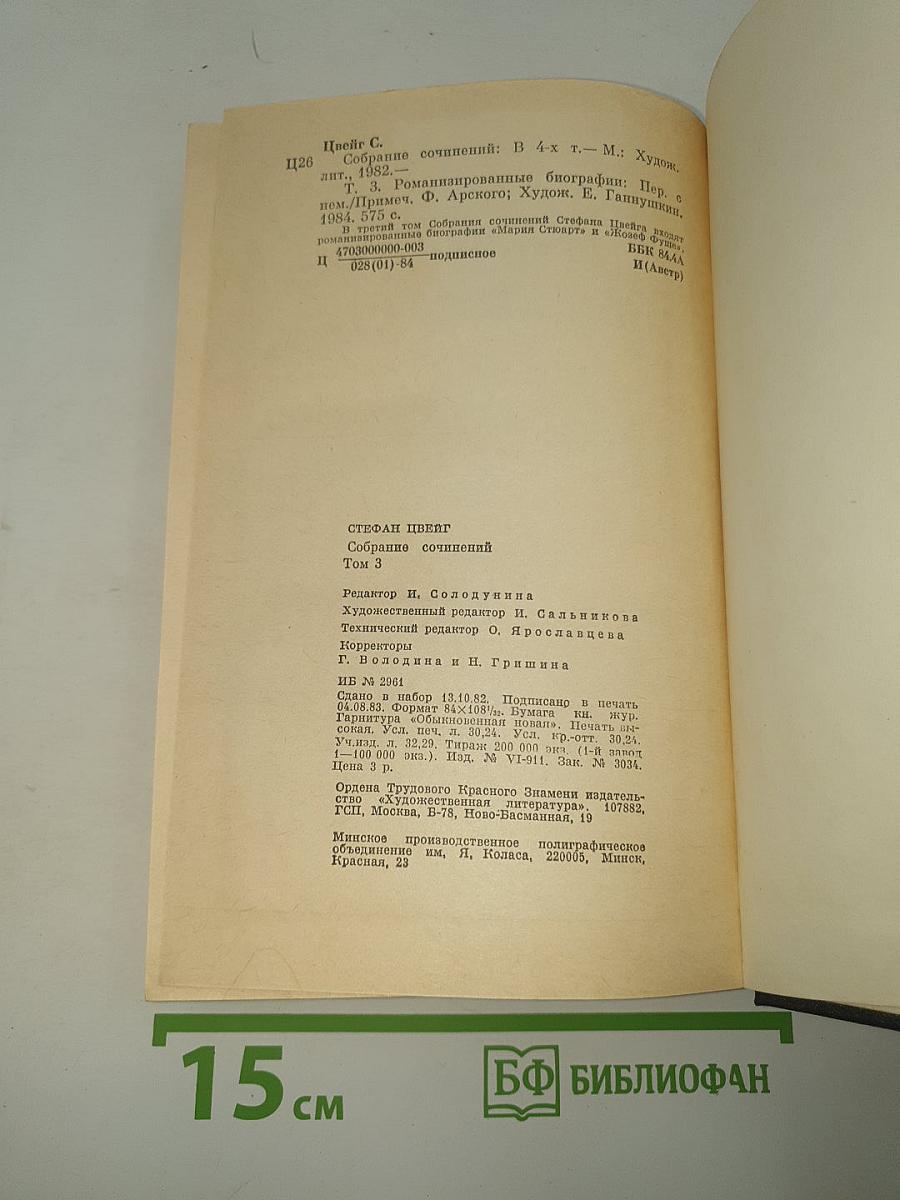 Цвейг С.
Ц26 Собрание сочинений: В 4-х т.— М.: Худож.
лит., 1982.—
Т. 3. Романизированные биографии: Пер. с
нем./Примеч. Ф. Арского; Худож. Е. Ганнушкин.
1984. 575 с.
В третий том Собрания сочинений Стефана Цвейга входят
романизированные биографии «Мария Стюарт» и «Жозеф Фуше».
Ц 4703000000-003 подписное ББК 84.4А
028(01)-84 И(Австр)
СТЕФАН ЦВЕЙГ
Собрание сочинений
Том 3
Редактор И. Солодунина
Художественный редактор И. Сальникова
Технический редактор О. Ярославцева
Корректоры
Г. Володина и Н. Гришина
ИБ № 2961
Сдано в набор 13.10.82. Подписано в печать
04.08.83. Формат 84×108¹/₃₂. Бумага кн. жур.
Гарнитура «Обыкновенная новая». Печать вы-
сокая. Усл. печ. л. 30,24. Усл. кр.-отт. 30,24.
Уч.изд. л. 32,29. Тираж 200 000 экз. (1-й завод
1—100 000 экз.). Изд. № VI-911. Зак. № 3034.
Цена 3 р.
Ордена Трудового Красного Знамени издатель-
ство «Художественная литература». 107882,
ГСП, Москва, Б-78, Ново-Басманная, 19
Минское производственное полиграфическое
объединение им. Я. Коласа, 220005, Минск,
Красная, 23
15 см
БФ БИБЛИОФАН